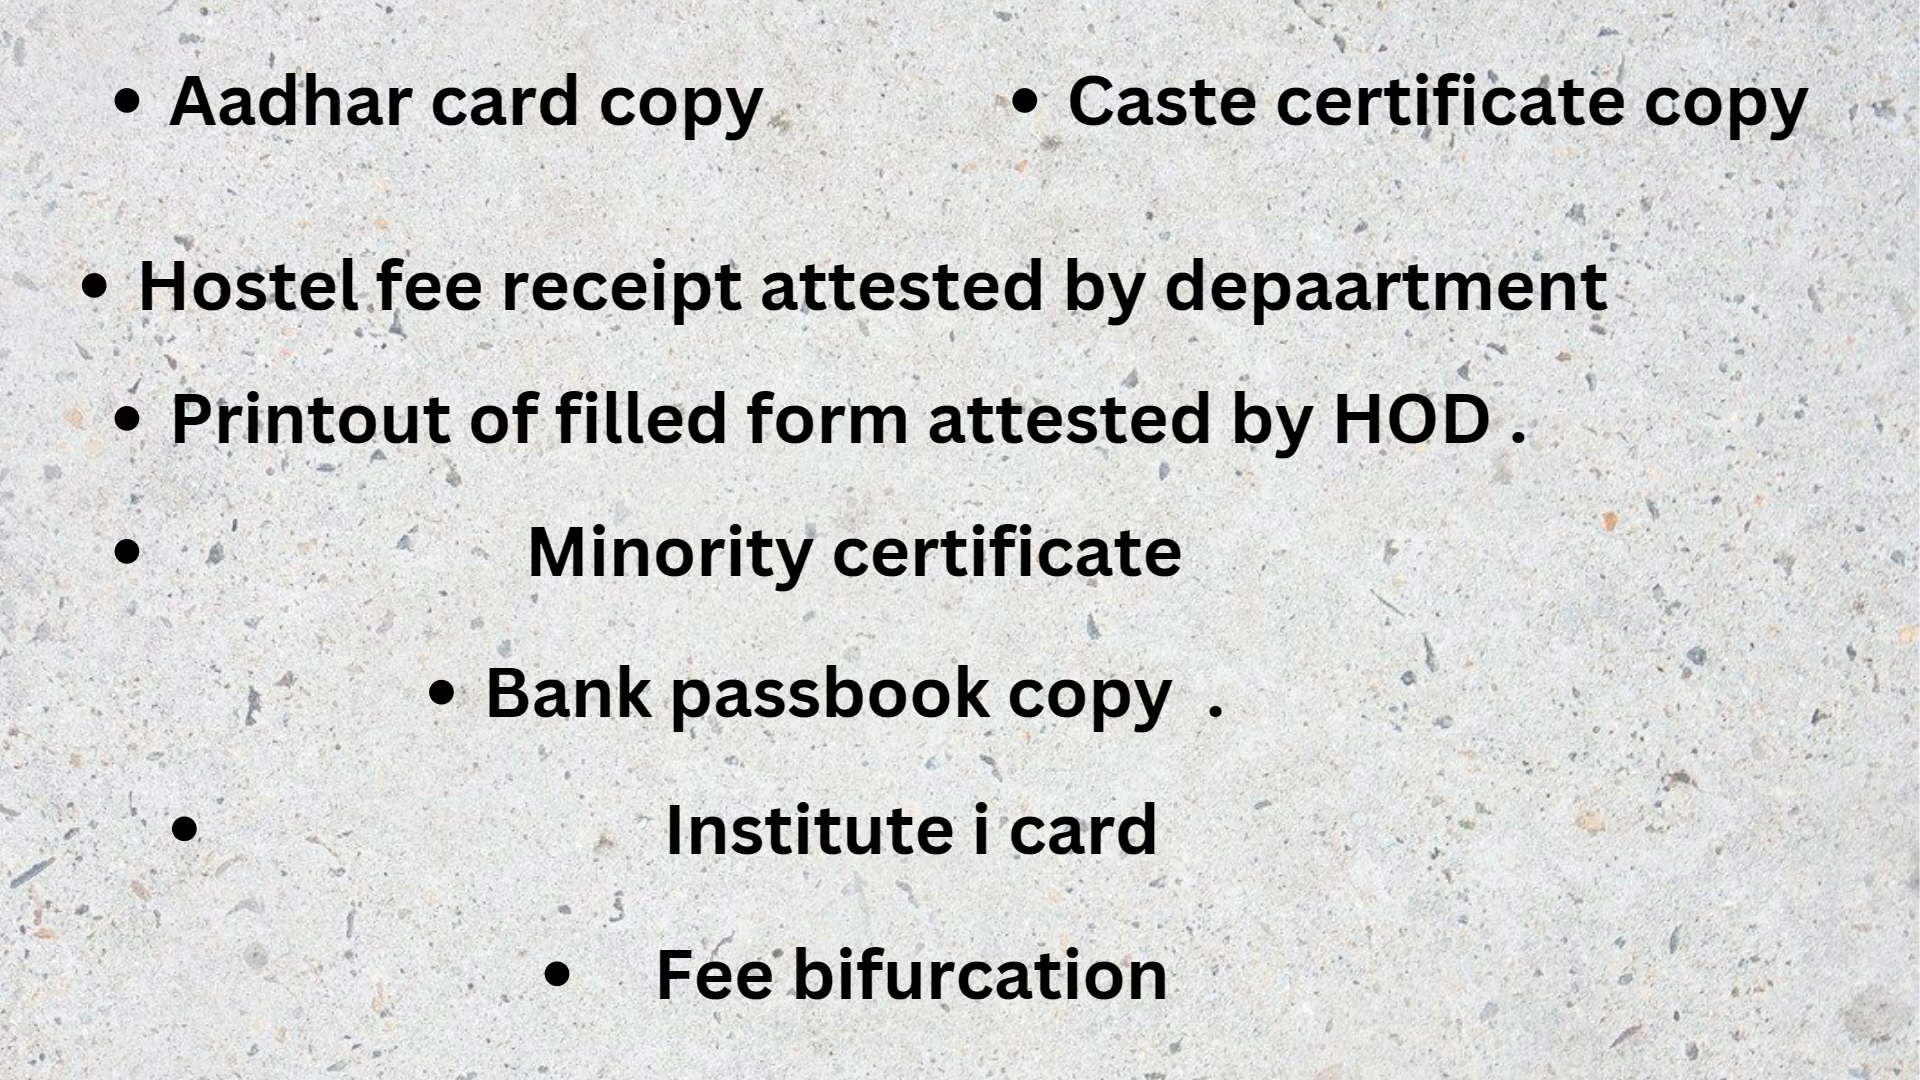 • Aadhar card copy • Caste certificate copy
• Hostel fee receipt attested by depaartment
• Printout of filled form attested by HOD .
• Minority certificate
• Bank passbook copy .
• Institute i card
• Fee bifurcation